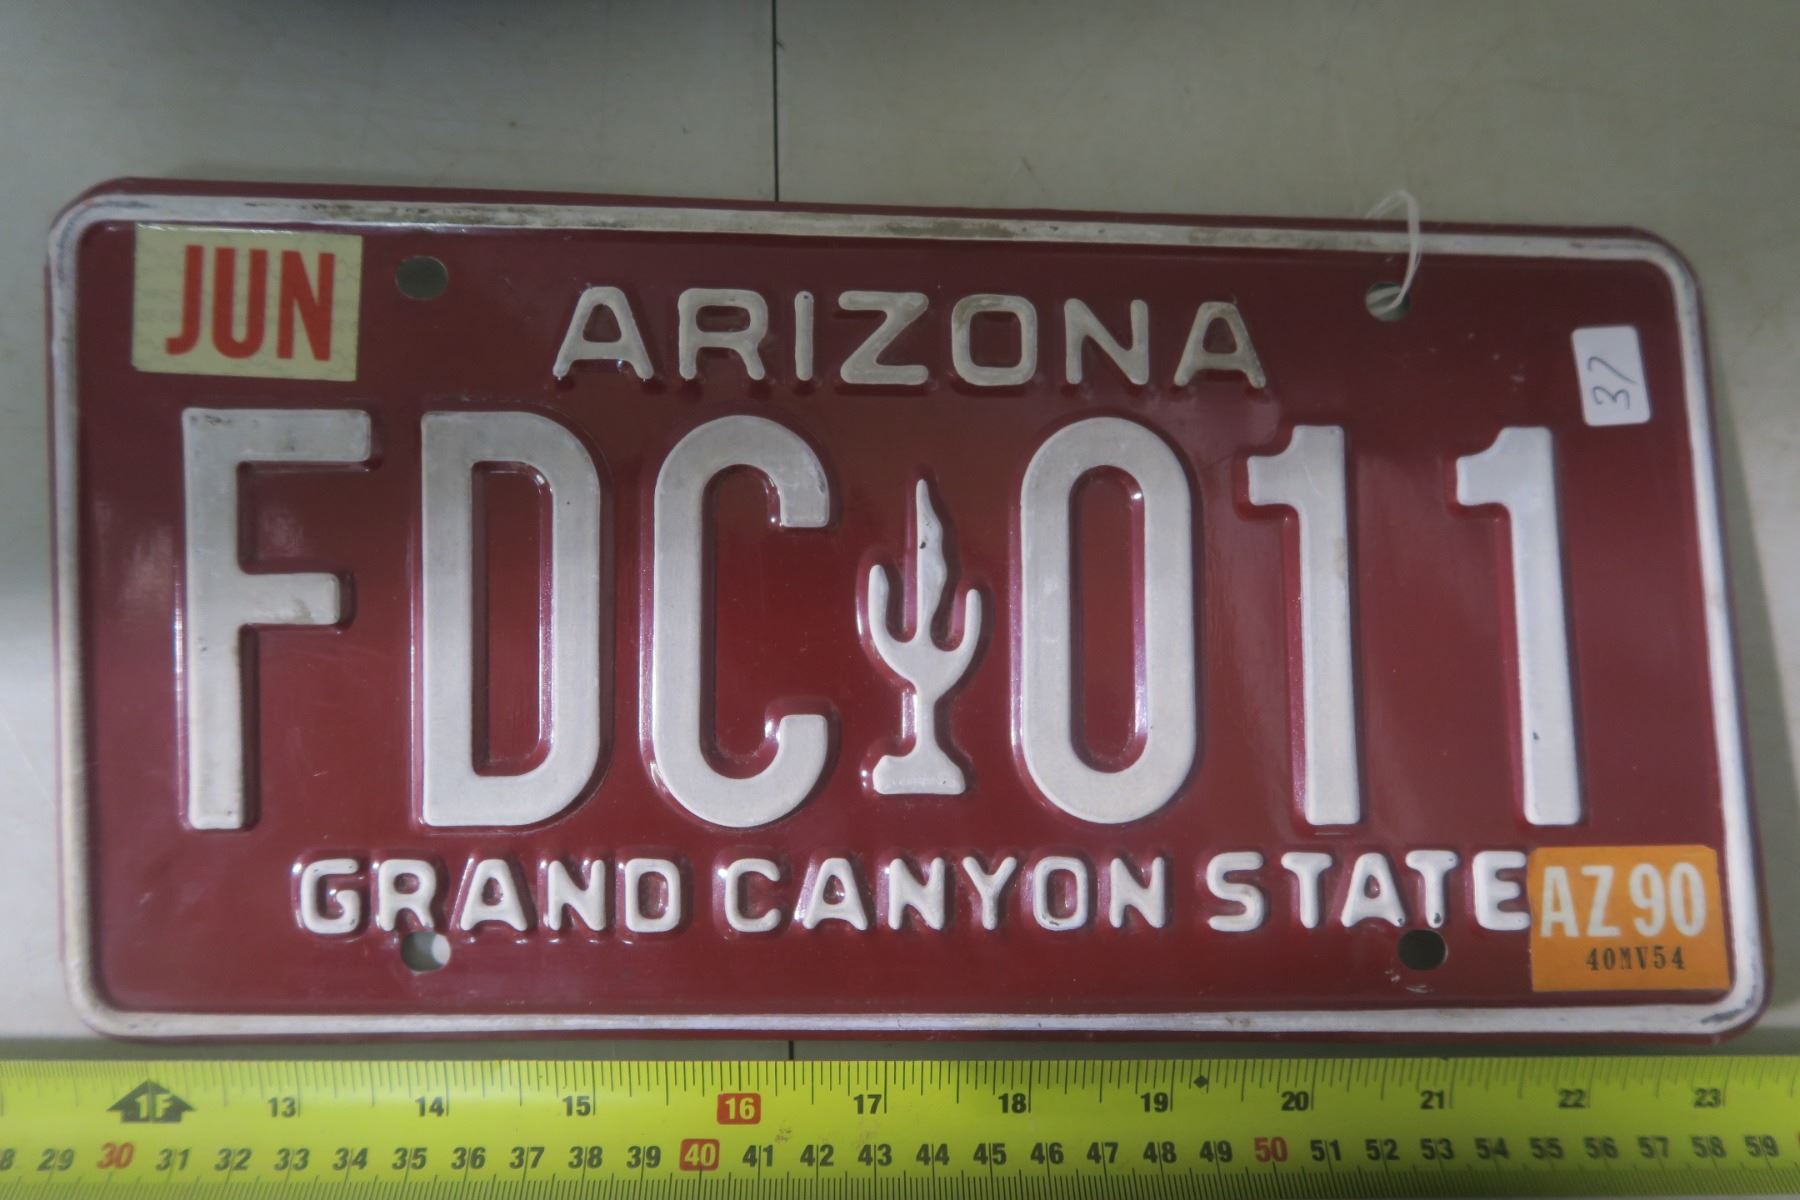 JUN
ARIZONA
37
FDC 011
GRAND CANYON STATE
AZ 90
40MV54
1F 13 14 15 16 17 18 19 20 21 22 23
8 29 30 31 32 33 34 35 36 37 38 39 40 41 42 43 44 45 46 47 48 49 50 51 52 53 54 55 56 57 58 59